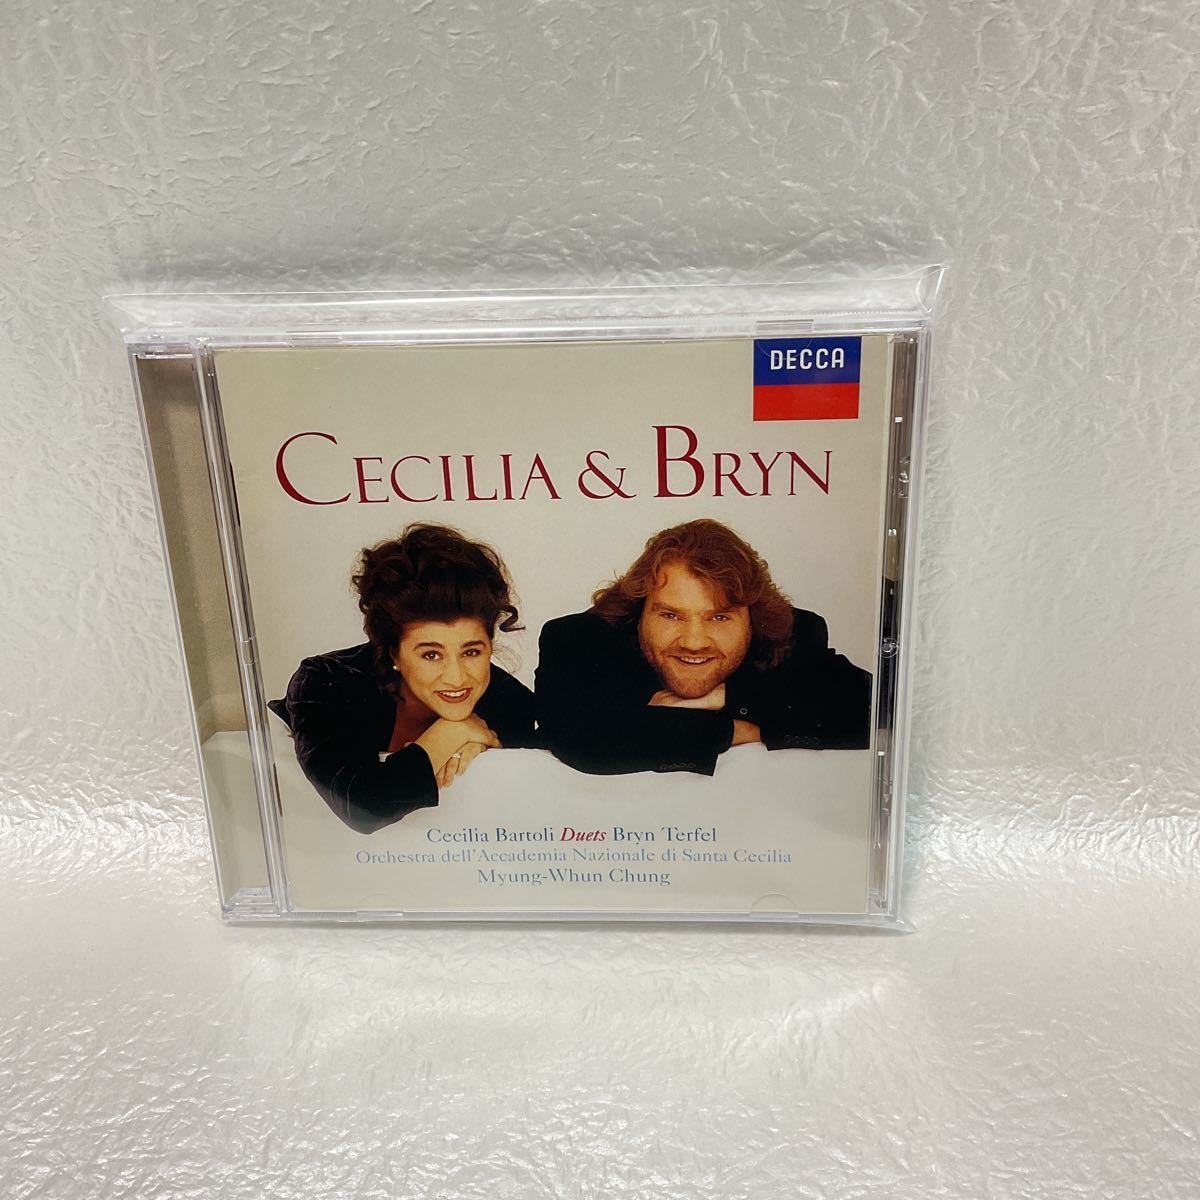 DECCA
CECILIA & BRYN
Cecilia Bartoli Duets Bryn Terfel
Orchestra dell'Accademia Nazionale di Santa Cecilia
Myung-Whun Chung